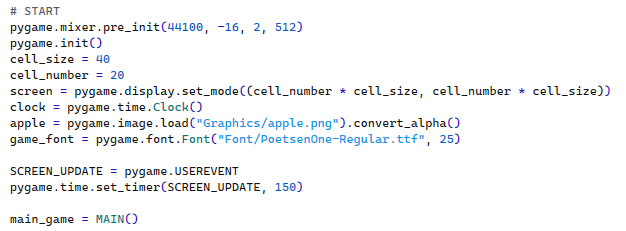 # START
pygame.mixer.pre_init(44100, -16, 2, 512)
pygame.init()
cell_size = 40
cell_number = 20
screen = pygame.display.set_mode((cell_number * cell_size, cell_number * cell_size))
clock = pygame.time.Clock()
apple = pygame.image.load("Graphics/apple.png").convert_alpha()
game_font = pygame.font.Font("Font/PoetsenOne-Regular.ttf", 25)

SCREEN_UPDATE = pygame.USEREVENT
pygame.time.set_timer(SCREEN_UPDATE, 150)

main_game = MAIN()